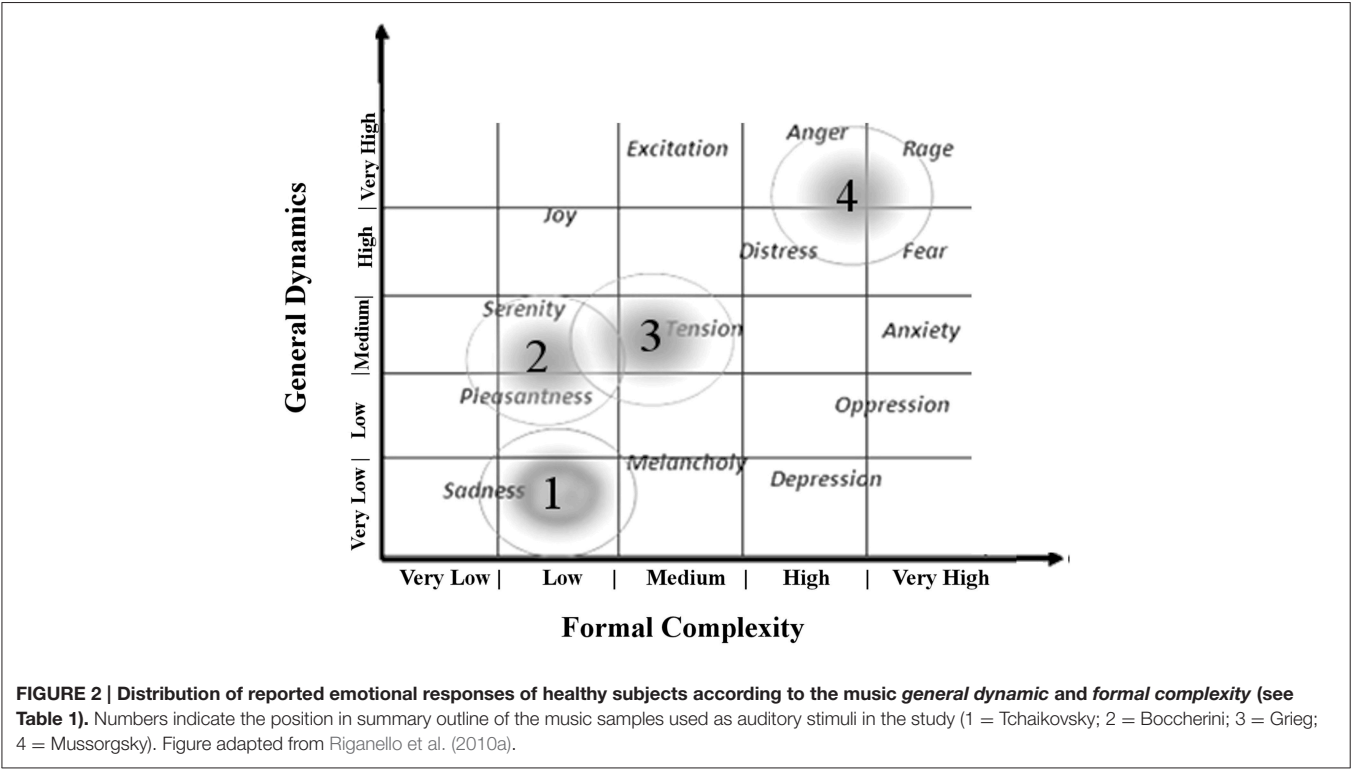 Very High
Anger
Excitation
Rage
4
General Dynamics
|
Joy
High
Distress
Fear
|
Serenity
Medium
3 Tension
Anxiety
2
|
Pleasantness
Low
Oppression
|
Melancholy
Very Low
Sadness
1
Depression
Very Low | Low | Medium | High | Very High
Formal Complexity
FIGURE 2 | Distribution of reported emotional responses of healthy subjects according to the music general dynamic and formal complexity (see
Table 1). Numbers indicate the position in summary outline of the music samples used as auditory stimuli in the study (1 = Tchaikovsky; 2 = Boccherini; 3 = Grieg;
4 = Mussorgsky). Figure adapted from Riganello et al. (2010a).